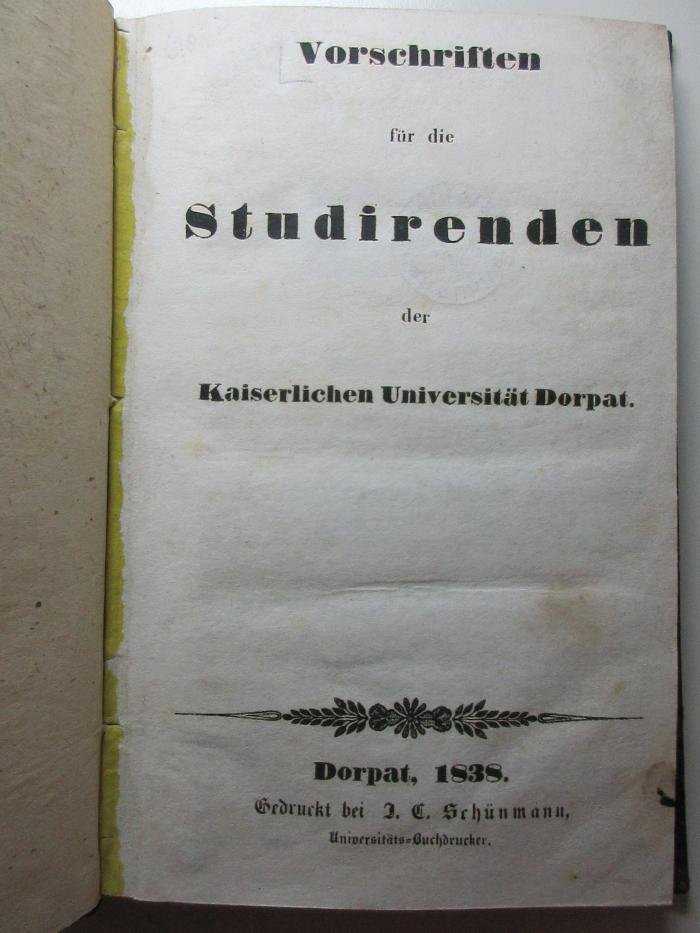 Vorschriften
für die
Studirenden
der
Kaiserlichen Universität Dorpat.
Dorpat, 1838.
Gedruckt bei J. C. Schünmann,
Universitäts-Buchdrucker.